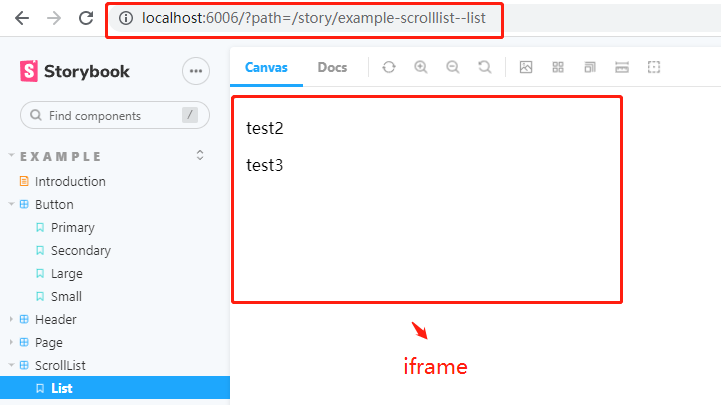 localhost:6006/?path=/story/example-scrolllist--list
Storybook
Canvas Docs
Find components /
EXAMPLE
Introduction
Button
Primary
Secondary
Large
Small
Header
Page
ScrollList
List
test2
test3
iframe